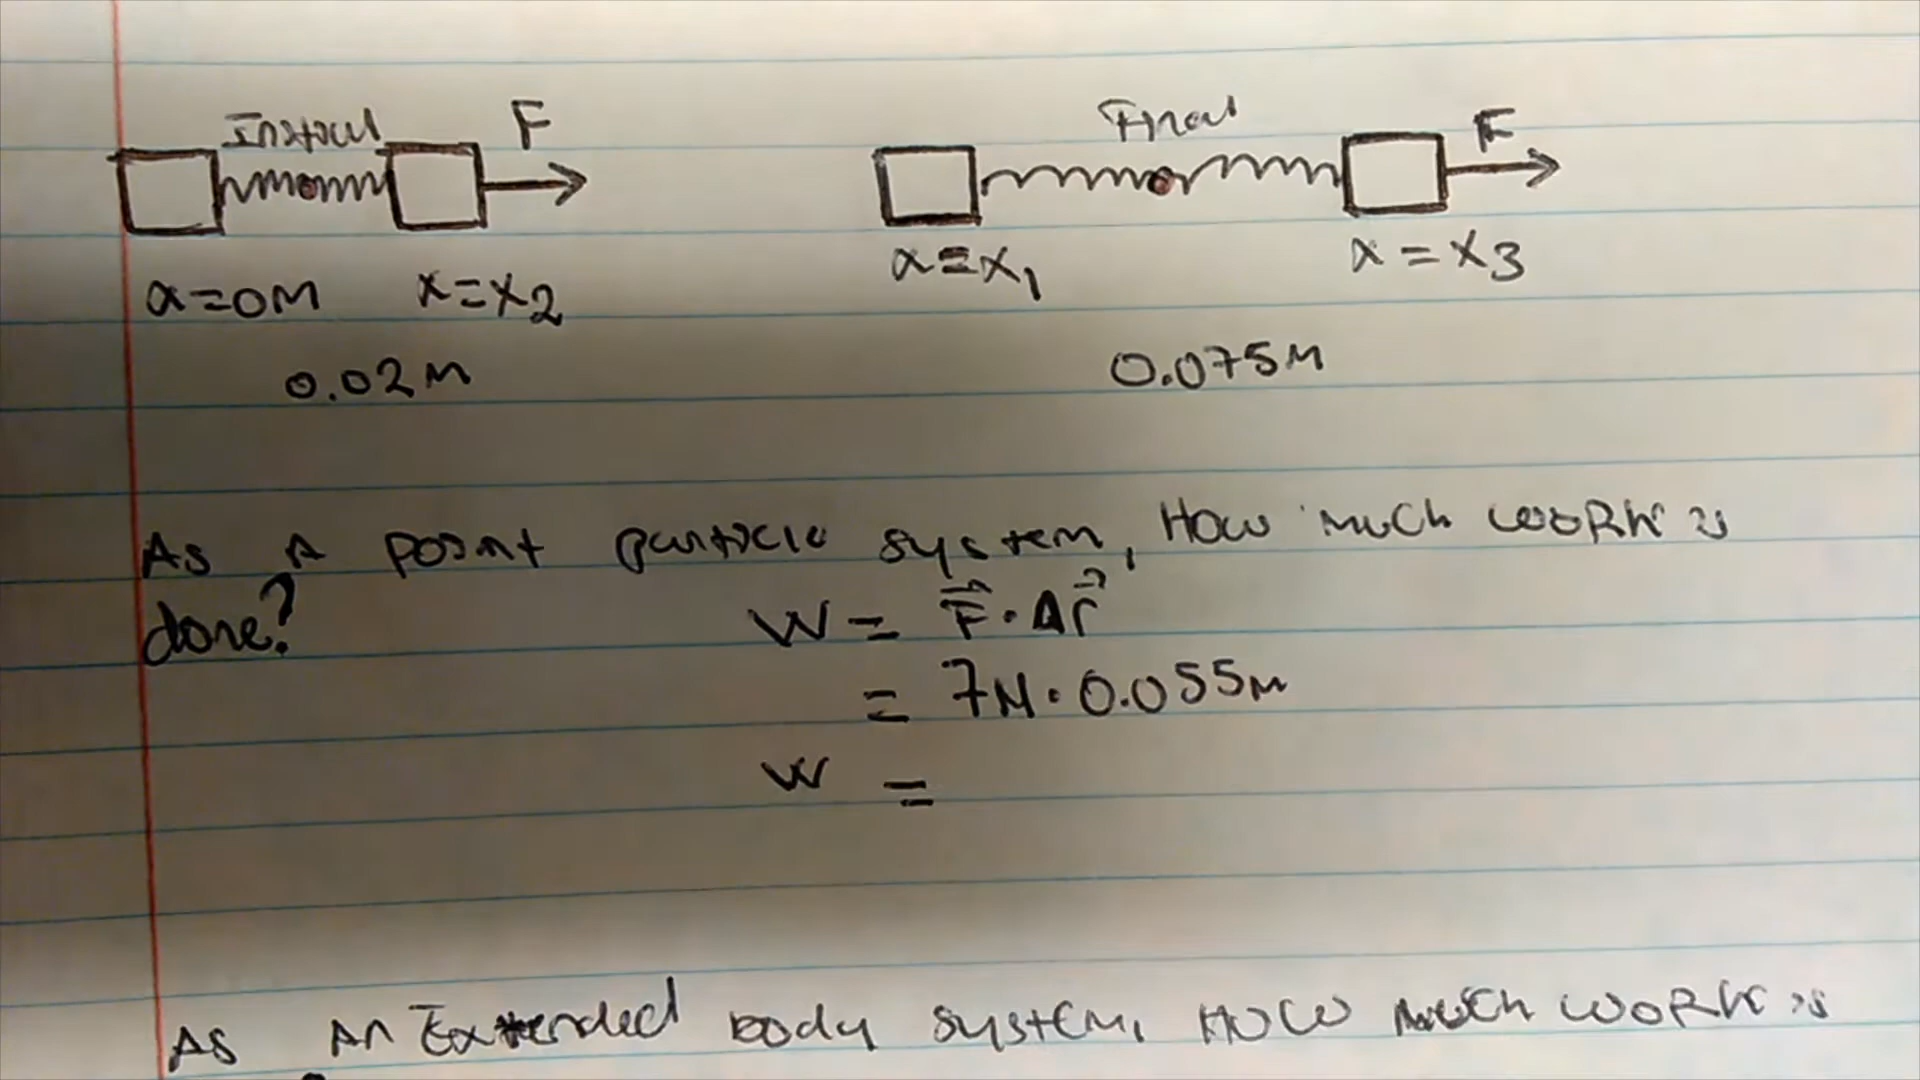 Initial F Final F
x=0m x=x2 x=x1 x=x3
0.02m 0.075m
As A point particle system, How much work is
done? W = F⃗·Δr⃗
= 7N·0.055m
W =
As An Extended body system, How much work is